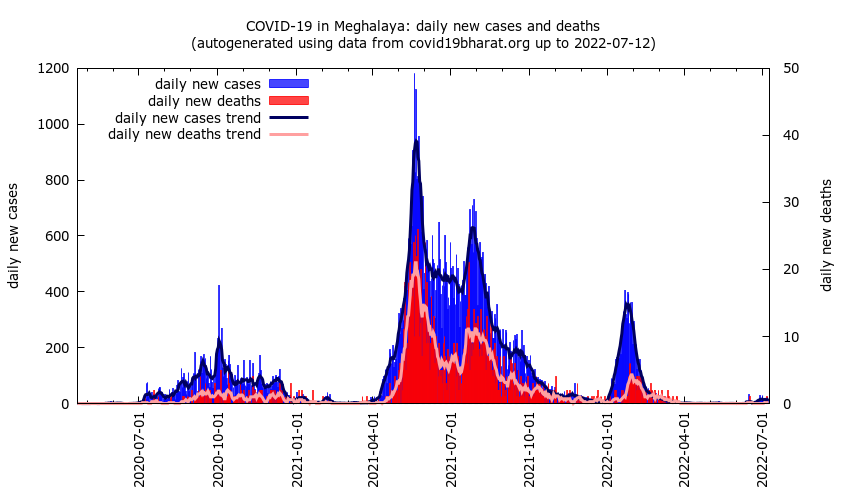 COVID-19 in Meghalaya: daily new cases and deaths
(autogenerated using data from covid19bharat.org up to 2022-07-12)
daily new cases
daily new deaths
daily new cases trend
daily new deaths trend
1200
1000
800
600
400
200
0
50
40
30
20
10
0
daily new cases
daily new deaths
2020-07-01
2020-10-01
2021-01-01
2021-04-01
2021-07-01
2021-10-01
2022-01-01
2022-04-01
2022-07-01